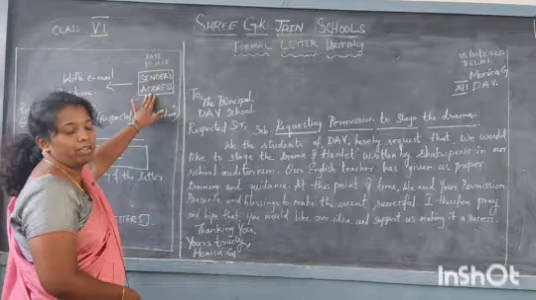 CLASS VI
SHREE GK JAIN SCHOOLS
FORMAL LETTER
With e-mail
SENDER'S
ADDRESS
of the letter
Monica G
DAV.
To,
The Principal
DAV School.
Respected Sir,
Sub: Requesting Permission to stage the drama.
We the students of DAV, hereby request that we would
like to stage the drama Hamlet written by Shakespeare in our
school auditorium. Our English teacher has given us proper
training and guidance. At this point of time, We need your Permission
and blessings to make the event successful. I therefore pray
and hope that you would like our idea and support us making it a success.
Thanking You,
Yours truly,
Monica G
InShOt